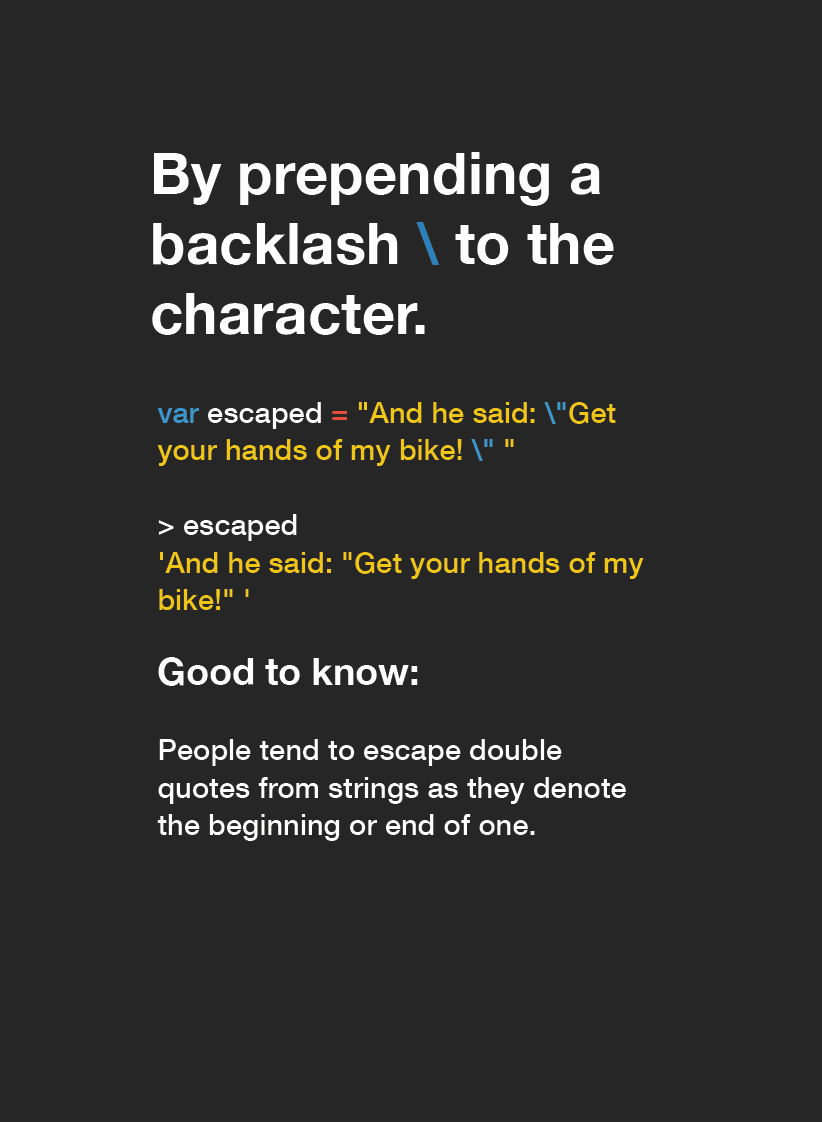 By prepending a
backlash \ to the
character.
var escaped = "And he said: \"Get
your hands of my bike! \" "
> escaped
'And he said: "Get your hands of my
bike!" '
Good to know:
People tend to escape double
quotes from strings as they denote
the beginning or end of one.